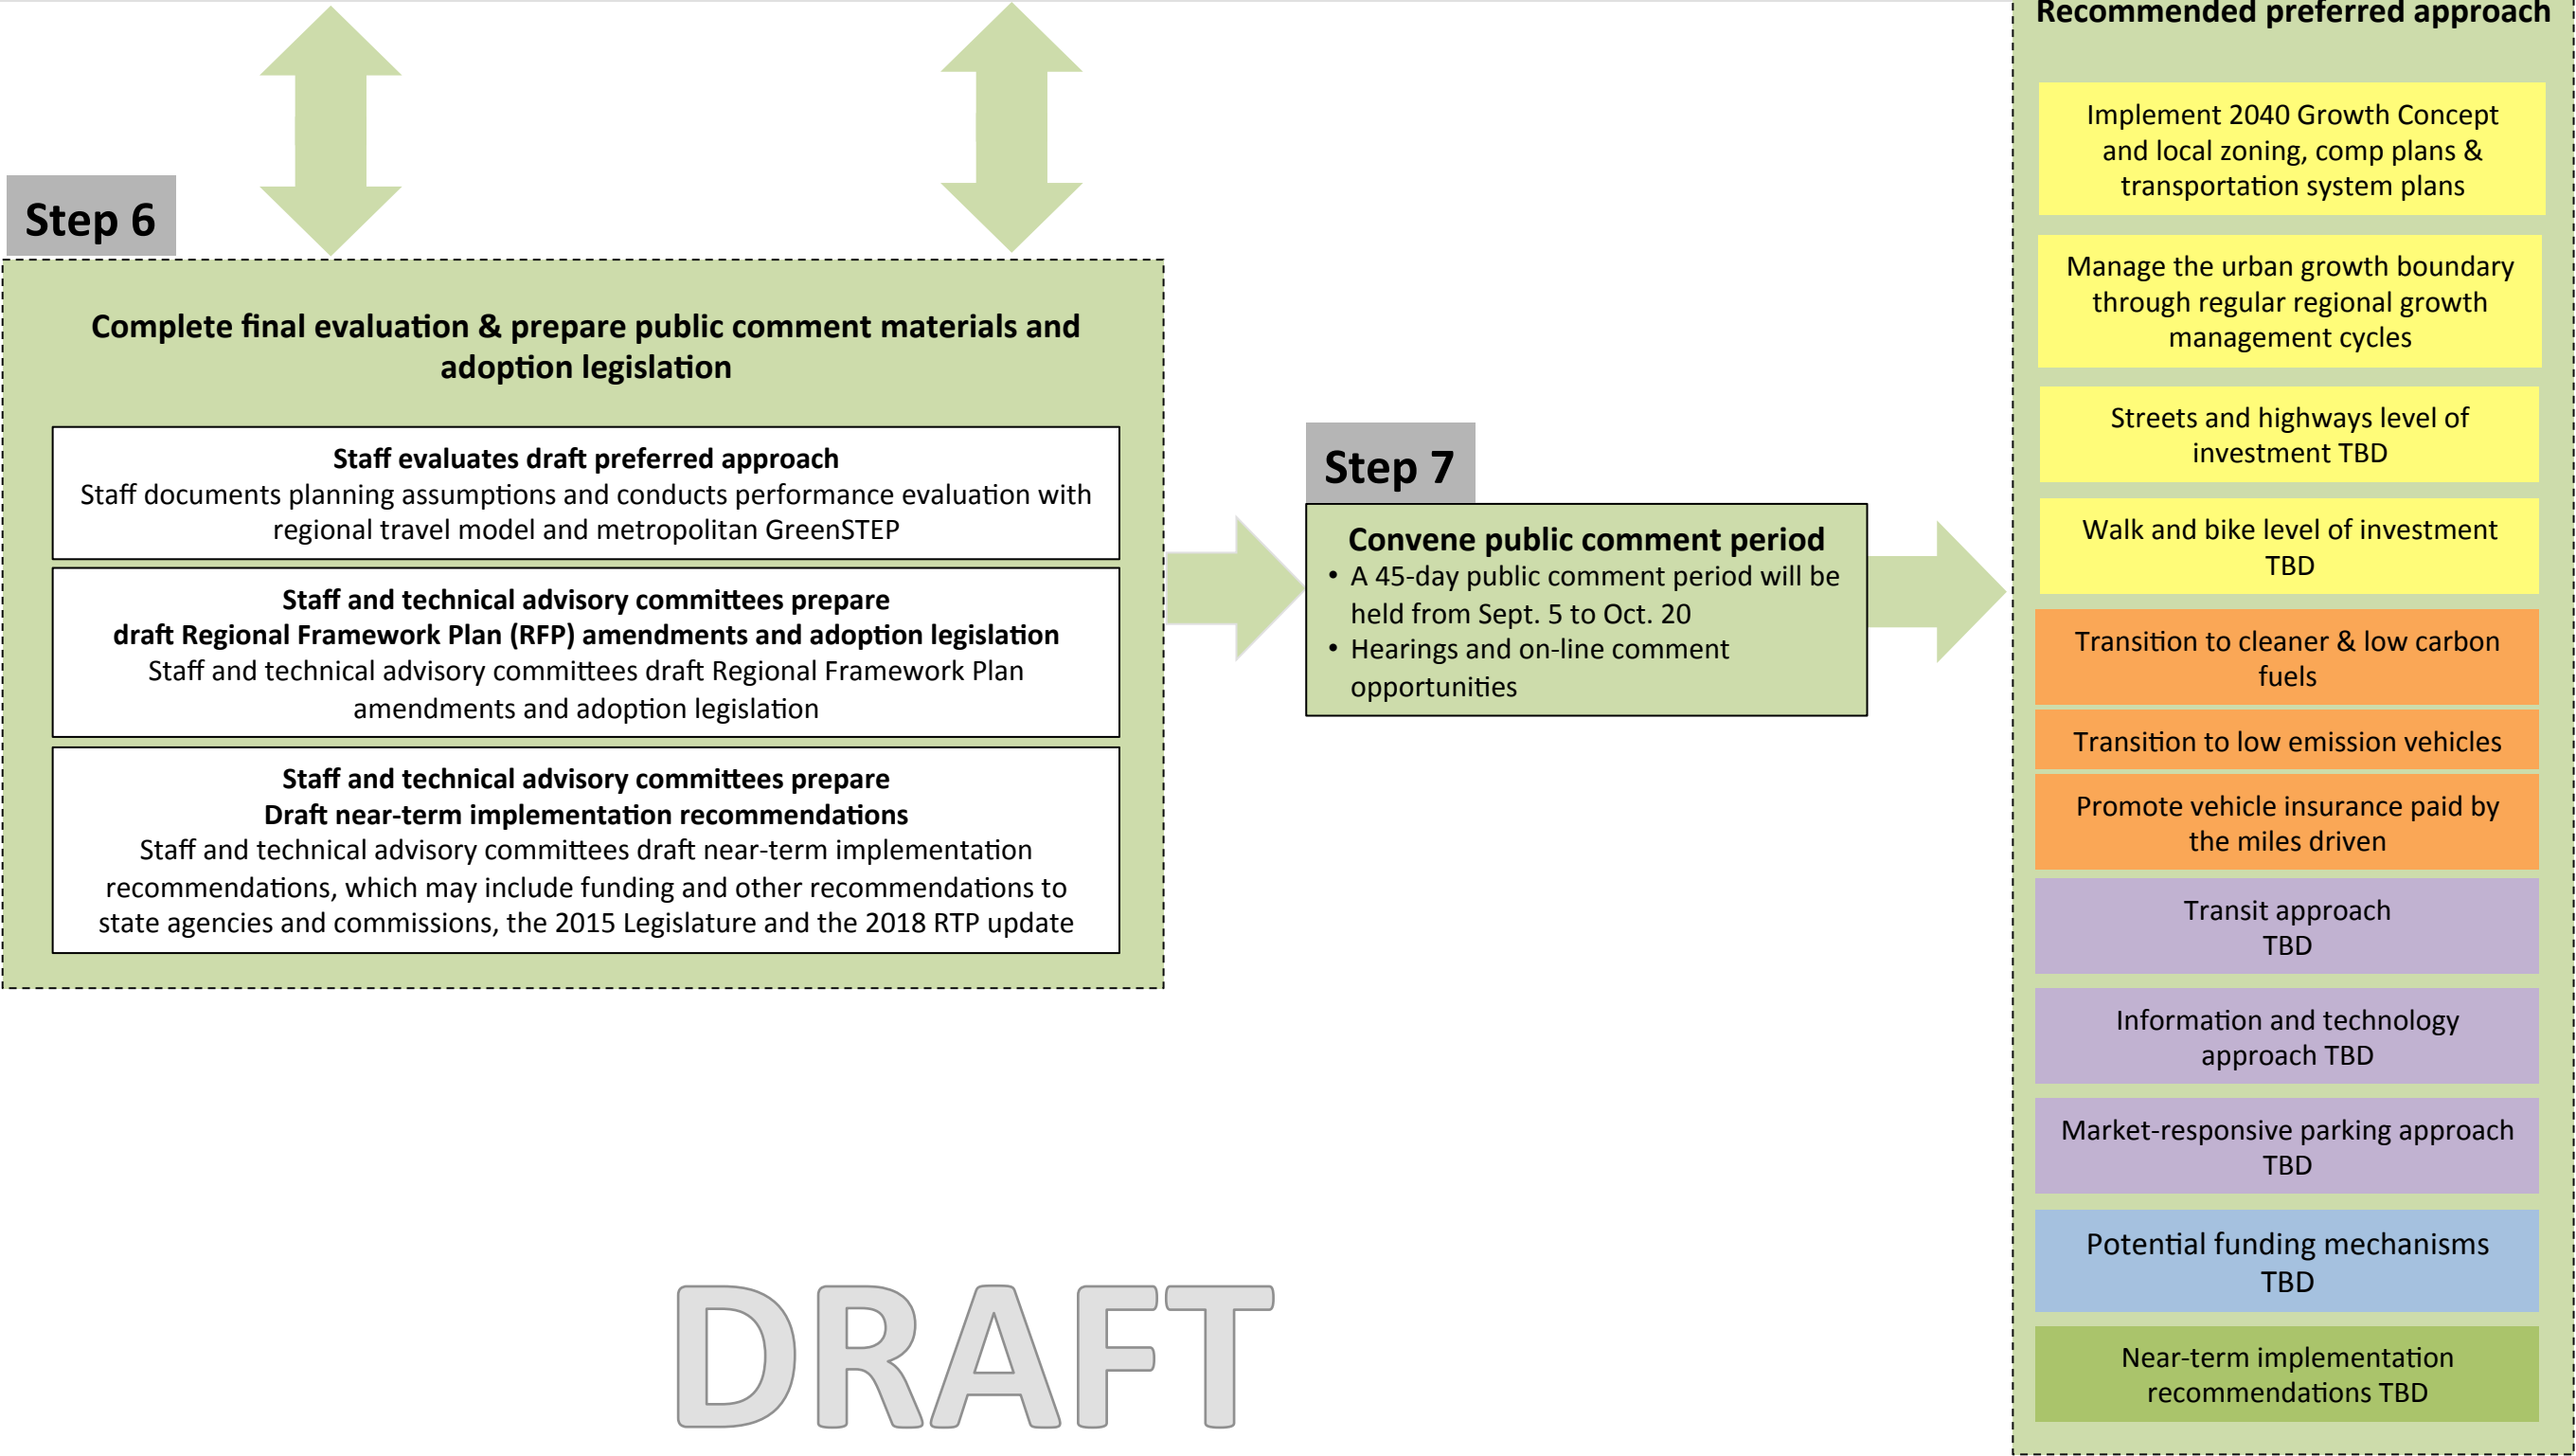 Step 6
Complete final evaluation & prepare public comment materials and
adoption legislation
Staff evaluates draft preferred approach
Staff documents planning assumptions and conducts performance evaluation with
regional travel model and metropolitan GreenSTEP
Staff and technical advisory committees prepare
draft Regional Framework Plan (RFP) amendments and adoption legislation
Staff and technical advisory committees draft Regional Framework Plan
amendments and adoption legislation
Staff and technical advisory committees prepare
Draft near-term implementation recommendations
Staff and technical advisory committees draft near-term implementation
recommendations, which may include funding and other recommendations to
state agencies and commissions, the 2015 Legislature and the 2018 RTP update
Step 7
Convene public comment period
• A 45-day public comment period will be
held from Sept. 5 to Oct. 20
• Hearings and on-line comment
opportunities
Recommended preferred approach
Implement 2040 Growth Concept
and local zoning, comp plans &
transportation system plans
Manage the urban growth boundary
through regular regional growth
management cycles
Streets and highways level of
investment TBD
Walk and bike level of investment
TBD
Transition to cleaner & low carbon
fuels
Transition to low emission vehicles
Promote vehicle insurance paid by
the miles driven
Transit approach
TBD
Information and technology
approach TBD
Market-responsive parking approach
TBD
Potential funding mechanisms
TBD
Near-term implementation
recommendations TBD
DRAFT